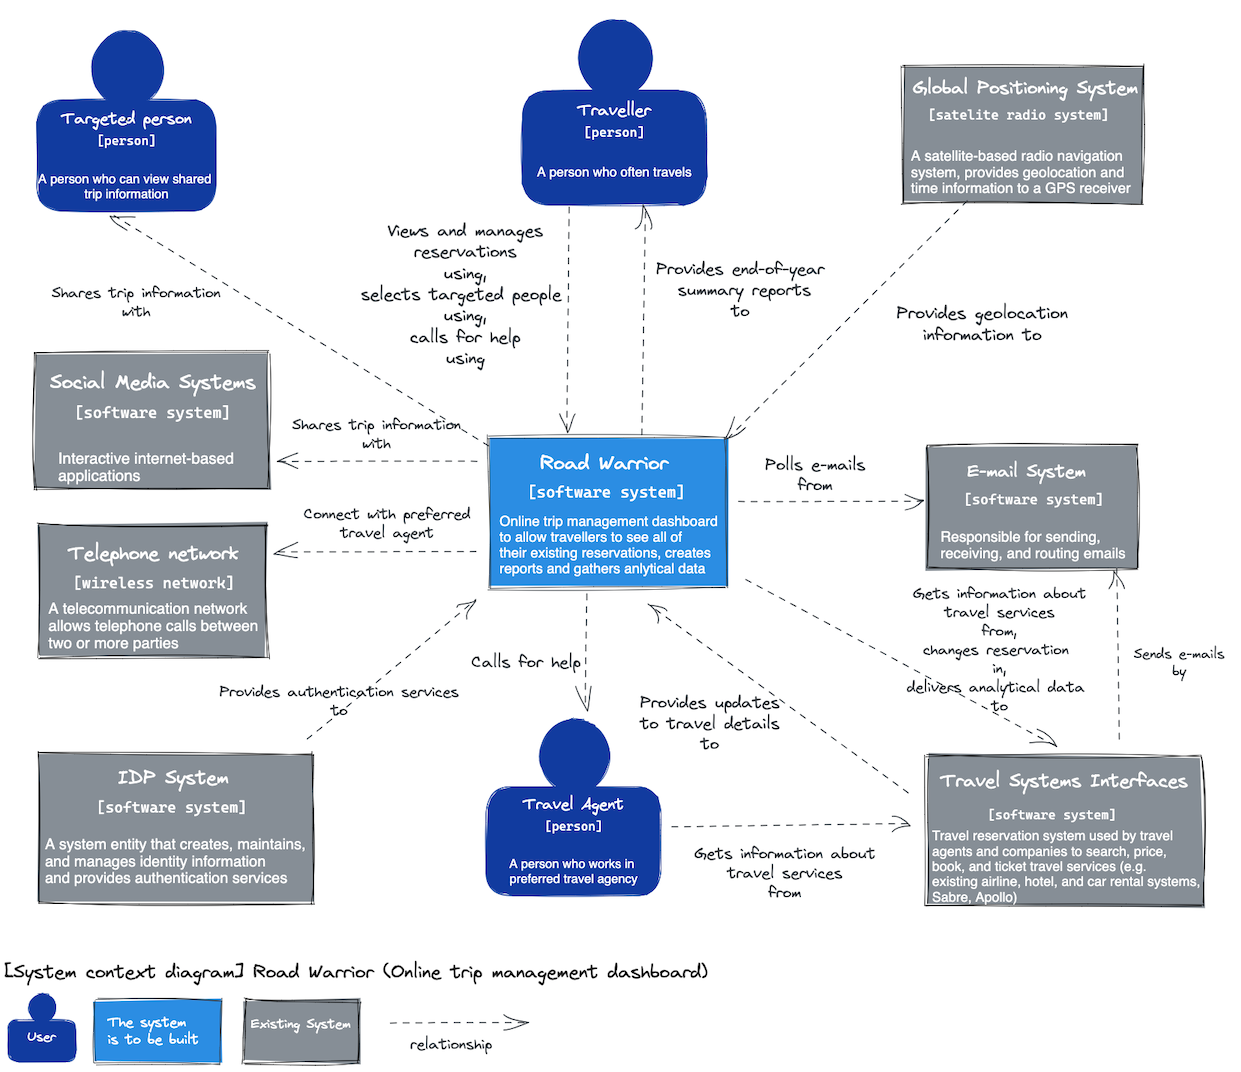 Targeted person
[person]
A person who can view shared
trip information
Traveller
[person]
A person who often travels
Global Positioning System
[satelite radio system]
A satellite-based radio navigation
system, provides geolocation and
time information to a GPS receiver
Shares trip information
with
Views and manages
reservations
using,
selects targeted people
using,
calls for help
using
Provides end-of-year
summary reports
to
Provides geolocation
information to
Social Media Systems
[software system]
Interactive internet-based
applications
Shares trip information
with
Road Warrior
[software system]
Online trip management dashboard
to allow travellers to see all of
their existing reservations, creates
reports and gathers anlytical data
Polls e-mails
from
E-mail System
[software system]
Responsible for sending,
receiving, and routing emails
Connect with preferred
travel agent
Telephone network
[wireless network]
A telecommunication network
allows telephone calls between
two or more parties
Provides authentication services
to
Calls for help
Provides updates
to travel details
to
Gets information about
travel services
from,
changes reservation
in,
delivers analytical data
to
Sends e-mails
by
IDP System
[software system]
A system entity that creates, maintains,
and manages identity information
and provides authentication services
Travel Agent
[person]
A person who works in
preferred travel agency
Gets information about
travel services
from
Travel Systems Interfaces
[software system]
Travel reservation system used by travel
agents and companies to search, price,
book, and ticket travel services (e.g.
existing airline, hotel, and car rental systems,
Sabre, Apollo)
[System context diagram] Road Warrior (Online trip management dashboard)
User
The system
is to be built
Existing System
relationship